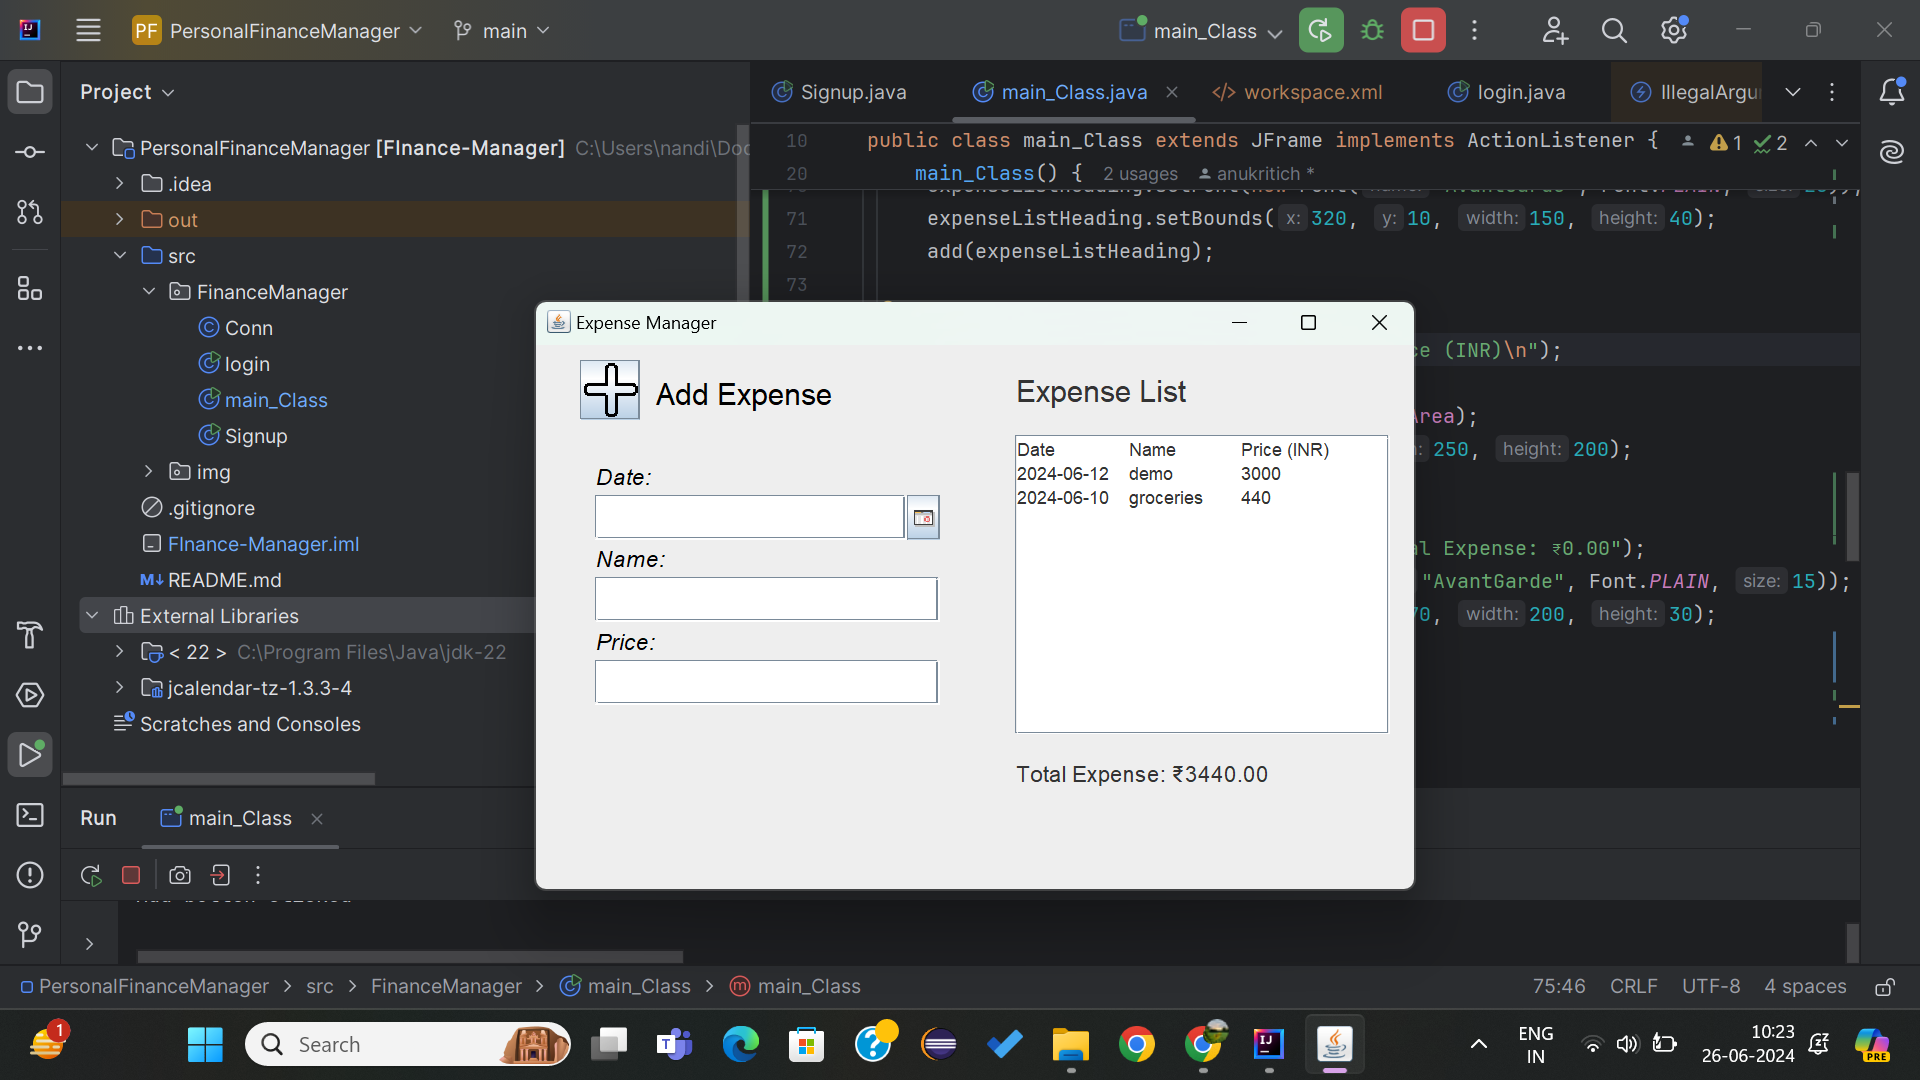 PF PersonalFinanceManager main main_Class
Project
Signup.java main_Class.java </> workspace.xml login.java IllegalArgu
PersonalFinanceManager [FInance-Manager] C:\Users\nandi\Doc
.idea
out
src
FinanceManager
Conn
login
main_Class
Signup
img
.gitignore
FInance-Manager.iml
M↓ README.md
External Libraries
< 22 > C:\Program Files\Java\jdk-22
jcalendar-tz-1.3.3-4
Scratches and Consoles
10 public class main_Class extends JFrame implements ActionListener { 1 2
20 main_Class() { 2 usages anukritich *
71 expenseListHeading.setBounds( x: 320, y: 10, width: 150, height: 40);
72 add(expenseListHeading);
73
ce (INR)\n");
Area);
250, height: 200);
al Expense: ₹0.00");
"AvantGarde", Font.PLAIN, size: 15));
70, width: 200, height: 30);
Expense Manager
Add Expense
Date:
Name:
Price:
Expense List
Date Name Price (INR)
2024-06-12 demo 3000
2024-06-10 groceries 440
Total Expense: ₹3440.00
Run main_Class
PersonalFinanceManager > src > FinanceManager > main_Class > main_Class
75:46 CRLF UTF-8 4 spaces
1
Search
ENG
IN
10:23
26-06-2024
PRE